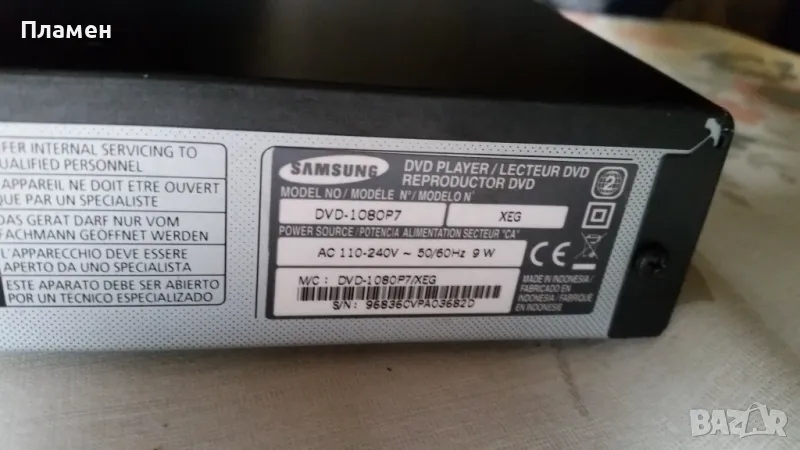 Пламен
FER INTERNAL SERVICING TO
UALIFIED PERSONNEL
APPAREIL NE DOIT ETRE OUVERT
QUE PAR UN SPECIALISTE
DAS GERAT DARF NUR VOM
FACHMANN GEÖFFNET WERDEN
L'APPARECCHIO DEVE ESSERE
APERTO DA UNO SPECIALISTA
ESTE APARATO DEBE SER ABIERTO
POR UN TECNICO ESPECIALIZADO
SAMSUNG
DVD PLAYER/LECTEUR DVD
REPRODUCTOR DVD
2
MODEL NO/ MODÈLE N°/MODELO N°
DVD-1080P7
XEG
POWER SOURCE/POTENCIA ALIMENTATION SECTEUR "CA"
AC 110-240V ~ 50/60Hz 9 W
CE
M/C : DVD-1080P7/XEG
S/N : 96836CVPA03682D
MADE IN INDONESIA/
FABRICADO EN
INDONESIA/ FABRIQUE
EN INDONESIE
BAZAR